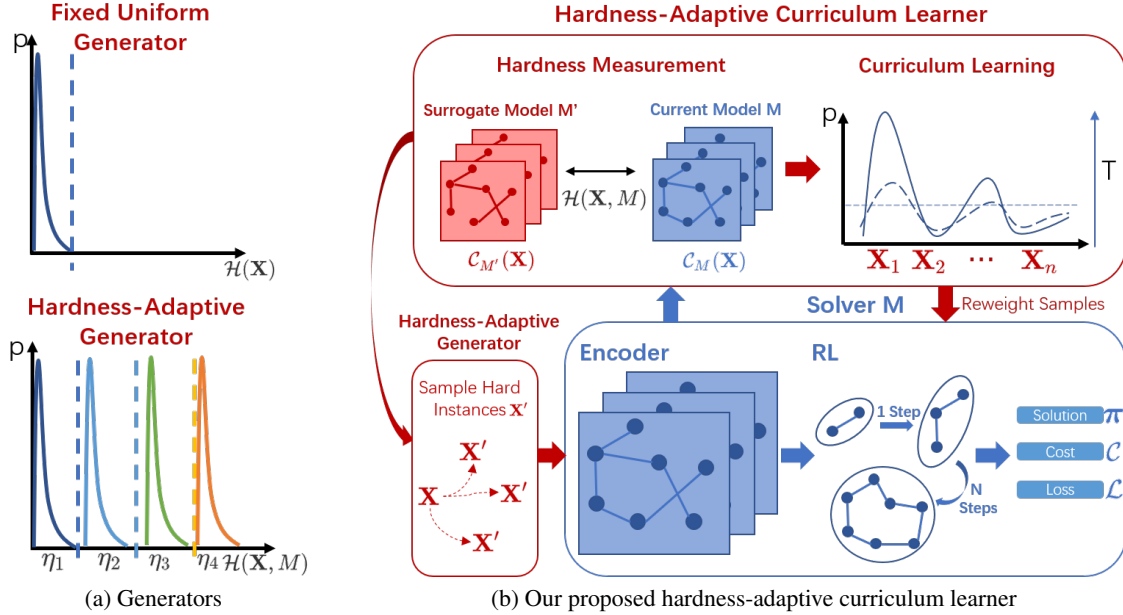 Fixed Uniform
Generator
p
ℋ(𝐗)
Hardness-Adaptive
Generator
p
η₁ η₂ η₃ η₄ ℋ(𝐗, M)
(a) Generators
Hardness-Adaptive Curriculum Learner
Hardness Measurement
Curriculum Learning
Surrogate Model M'
Current Model M
ℋ(𝐗, M)
𝒞_{M′}(𝐗)
𝒞_M(𝐗)
p
T
𝐗₁ 𝐗₂ ··· 𝐗ₙ
Reweight Samples
Hardness-Adaptive
Generator
Sample Hard
Instances 𝐗′
𝐗′
𝐗
𝐗′
𝐗′
Solver M
Encoder
RL
1 Step
N
Steps
Solution π
Cost 𝒞
Loss ℒ
(b) Our proposed hardness-adaptive curriculum learner